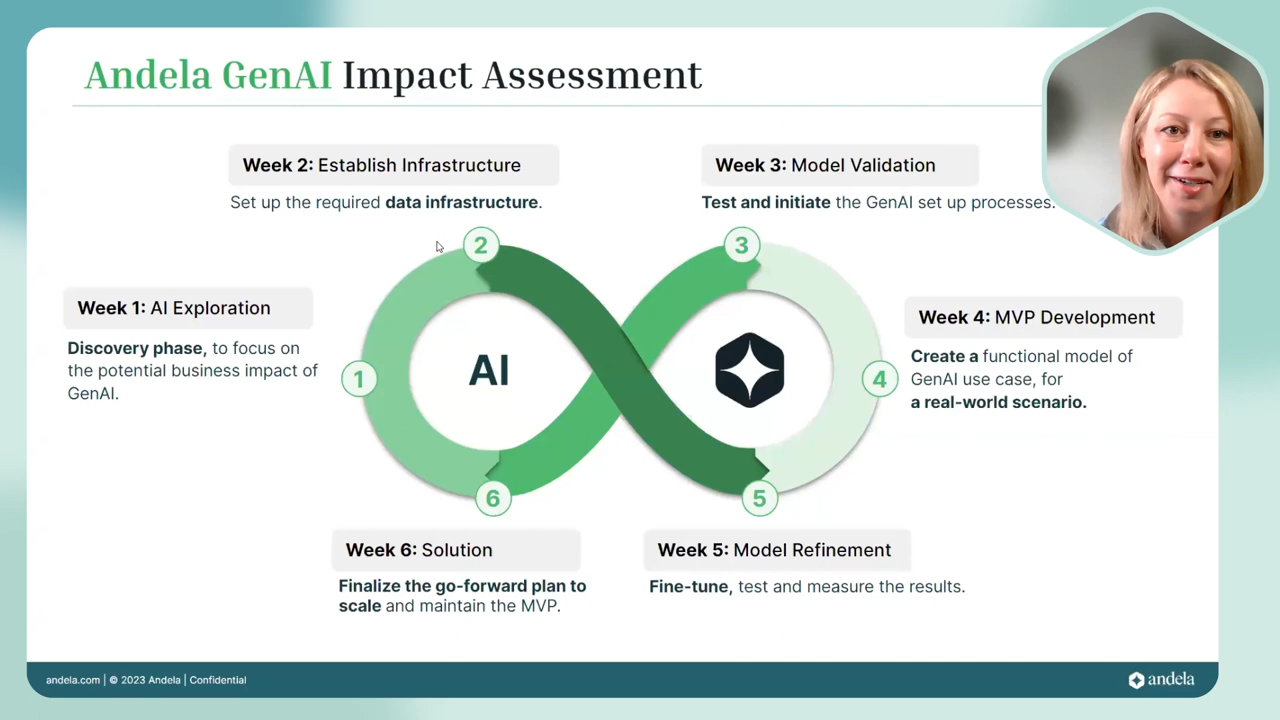 Andela GenAI Impact Assessment
Week 2: Establish Infrastructure
Set up the required data infrastructure.
Week 3: Model Validation
Test and initiate the GenAI set up processes.
2
3
Week 1: AI Exploration
Discovery phase, to focus on
the potential business impact of
GenAI.
1
AI
4
Week 4: MVP Development
Create a functional model of
GenAI use case, for
a real-world scenario.
6
5
Week 6: Solution
Finalize the go-forward plan to
scale and maintain the MVP.
Week 5: Model Refinement
Fine-tune, test and measure the results.
andela.com | © 2023 Andela | Confidential
andela